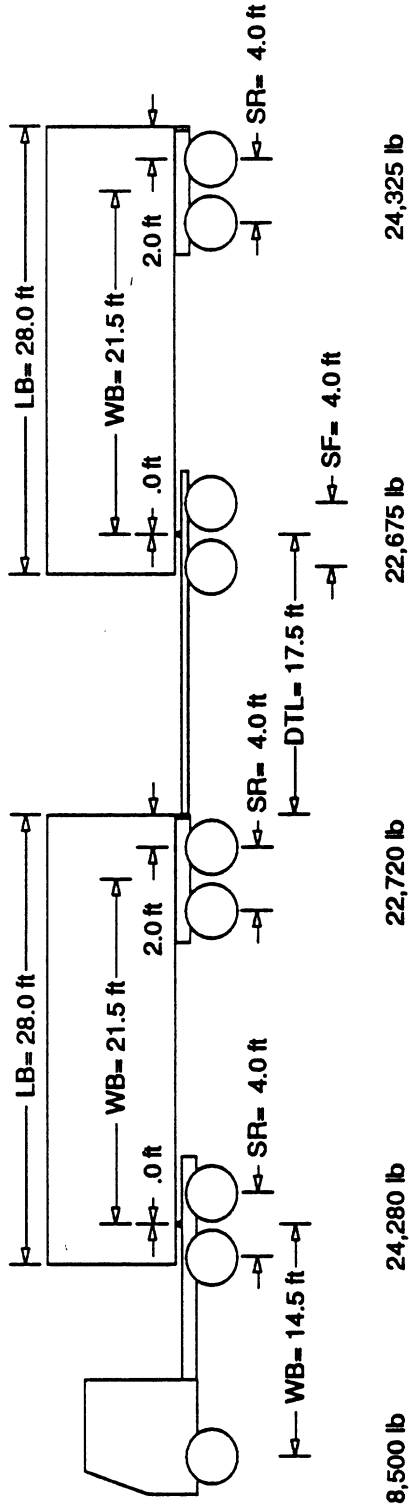 LB= 28.0 ft
LB= 28.0 ft
WB= 21.5 ft
WB= 21.5 ft
.0 ft
2.0 ft
.0 ft
2.0 ft
SR= 4.0 ft
SR= 4.0 ft
SR= 4.0 ft
WB= 14.5 ft
DTL= 17.5 ft
SF= 4.0 ft
8,500 lb
24,280 lb
22,720 lb
22,675 lb
24,325 lb